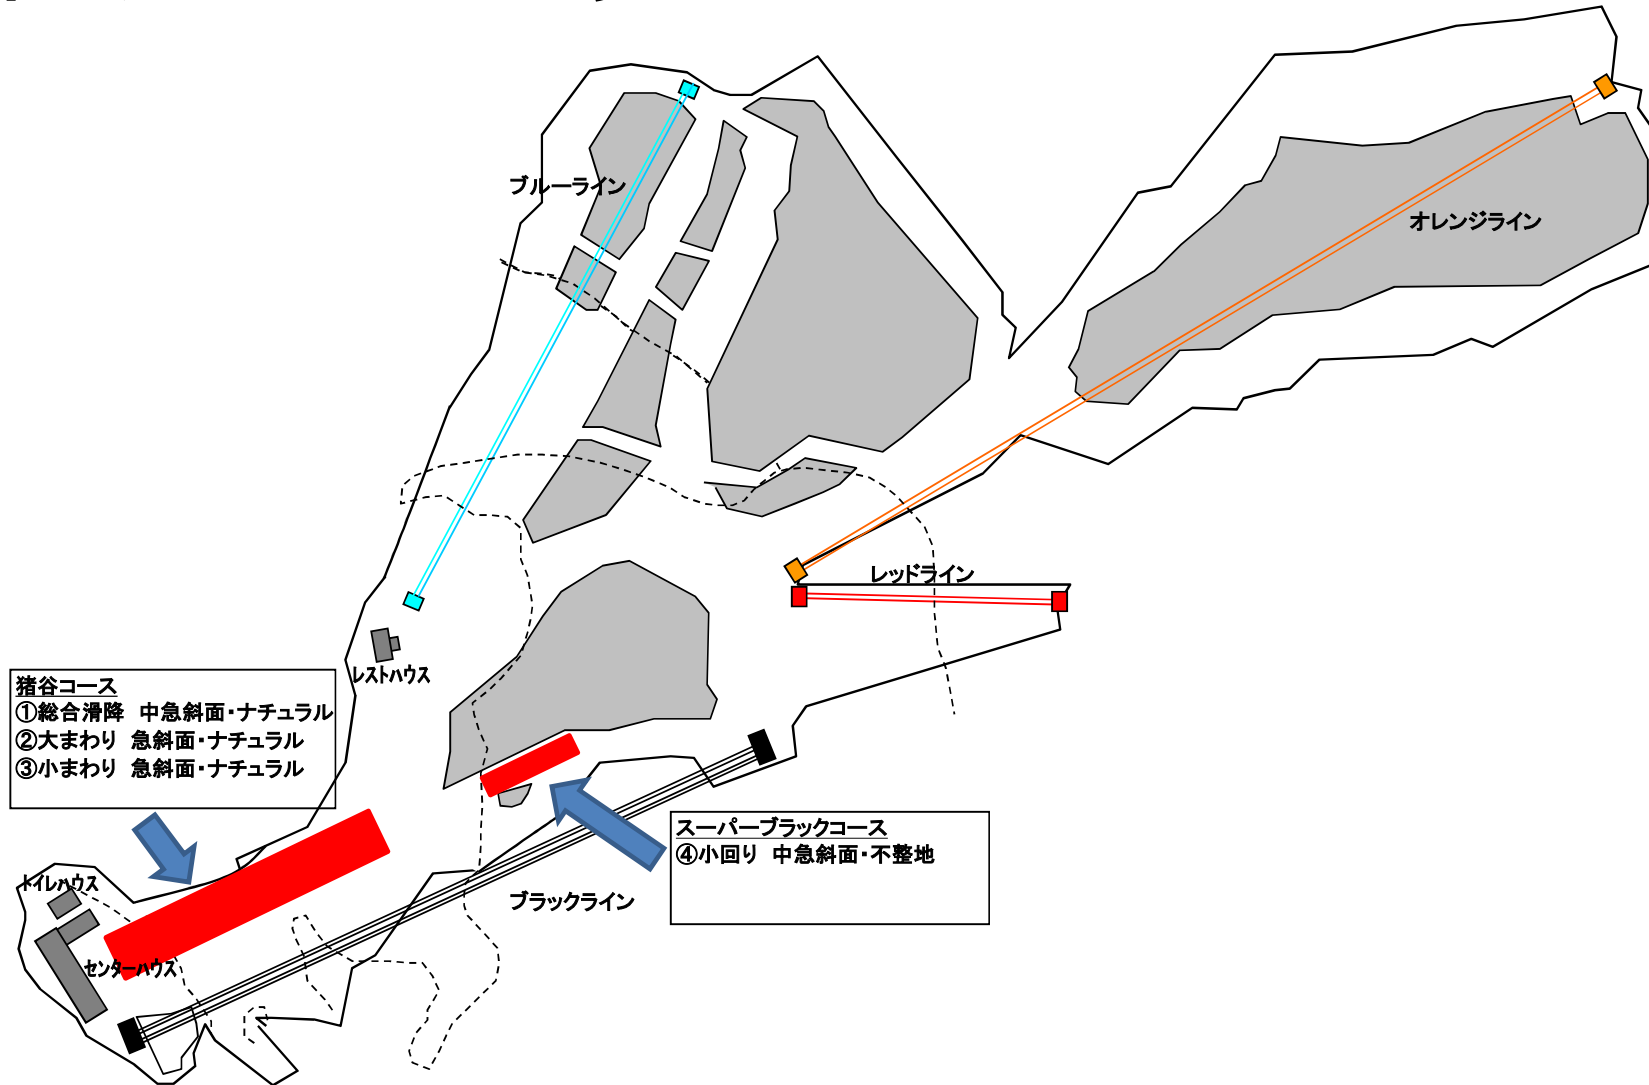 ブルーライン
オレンジライン
レッドライン
レストハウス
猪谷コース
①総合滑降 中急斜面・ナチュラル
②大まわり 急斜面・ナチュラル
③小まわり 急斜面・ナチュラル
スーパーブラックコース
④小回り 中急斜面・不整地
トイレハウス
ブラックライン
センターハウス